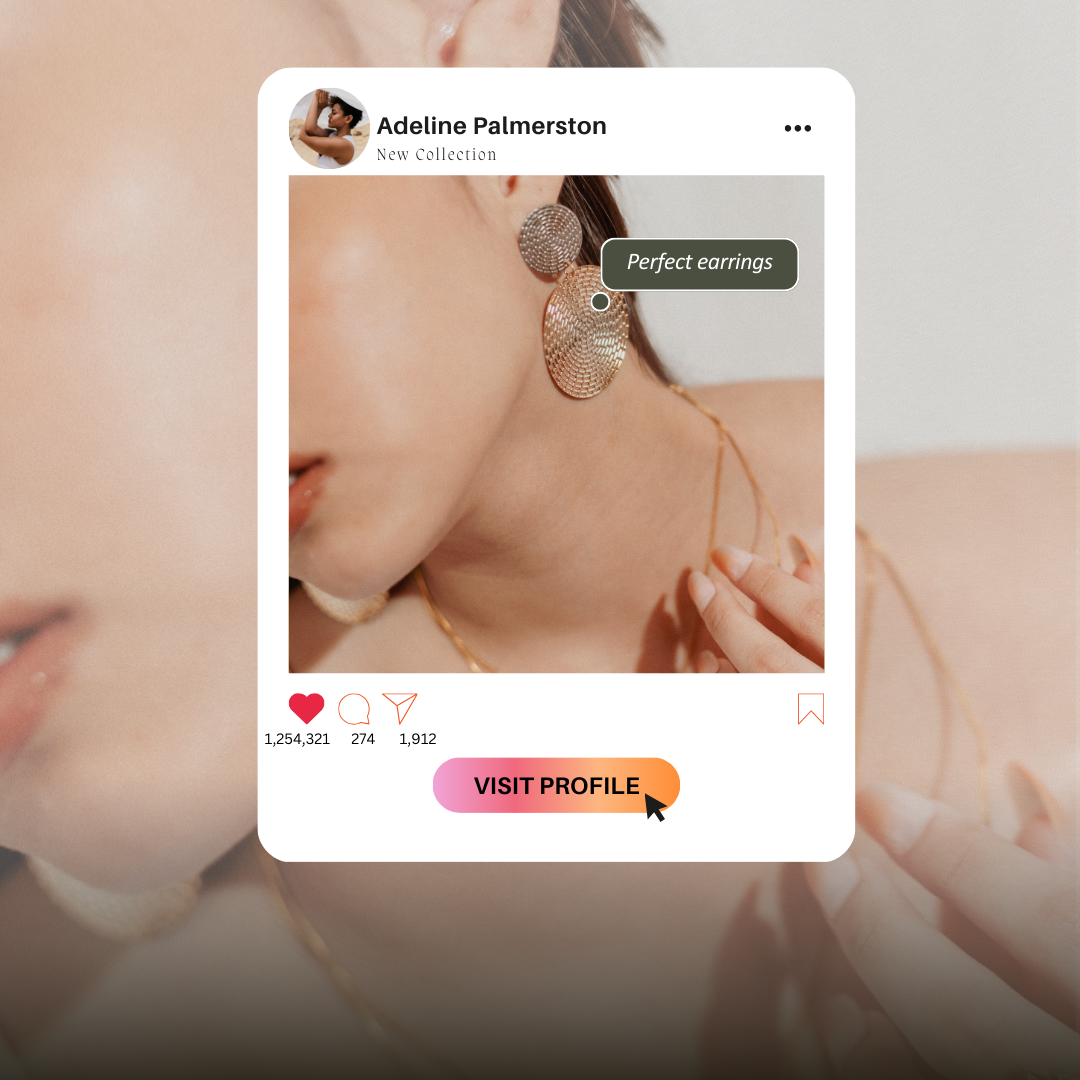 Adeline Palmerston
New Collection
Perfect earrings
1,254,321 274 1,912
VISIT PROFILE